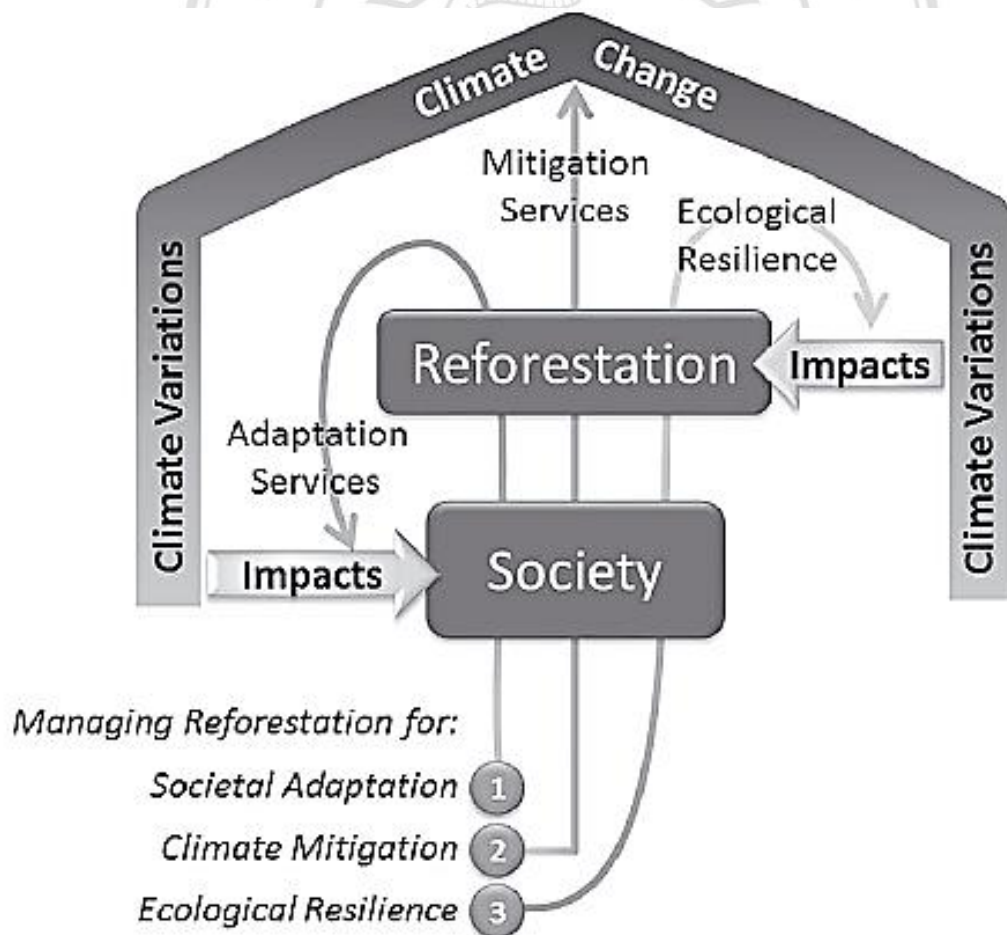 Climate Change
Mitigation
Services
Ecological
Resilience
Climate Variations
Climate Variations
Reforestation
Impacts
Adaptation
Services
Impacts
Society
Managing Reforestation for:
Societal Adaptation 1
Climate Mitigation 2
Ecological Resilience 3